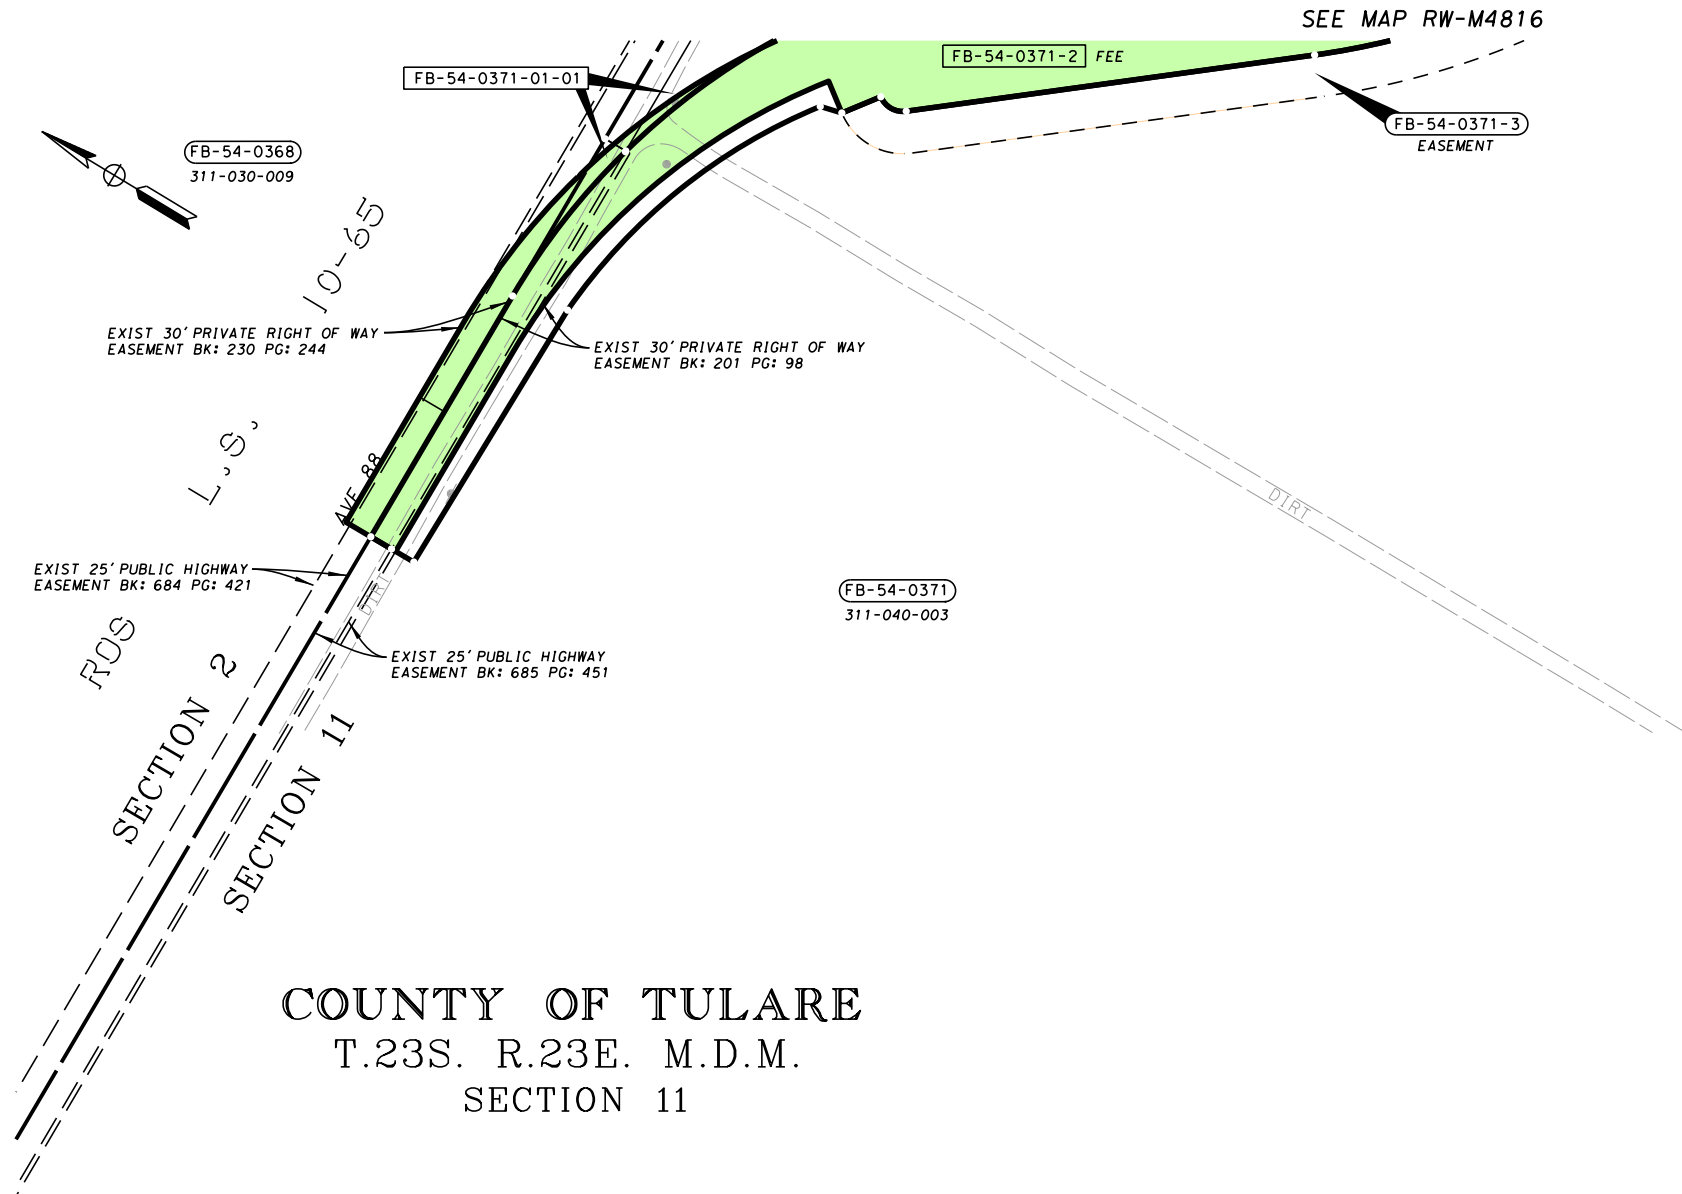 SEE MAP RW-M4816
FB-54-0371-2 FEE
FB-54-0371-01-01
FB-54-0371-3
EASEMENT
FB-54-0368
311-030-009
ROS L.S. 10-65
EXIST 30' PRIVATE RIGHT OF WAY
EASEMENT BK: 230 PG: 244
EXIST 30' PRIVATE RIGHT OF WAY
EASEMENT BK: 201 PG: 98
AVE 88
DIRT
EXIST 25' PUBLIC HIGHWAY
EASEMENT BK: 684 PG: 421
DIRT
FB-54-0371
311-040-003
EXIST 25' PUBLIC HIGHWAY
EASEMENT BK: 685 PG: 451
SECTION 2
SECTION 11
COUNTY OF TULARE
T.23S. R.23E. M.D.M.
SECTION 11